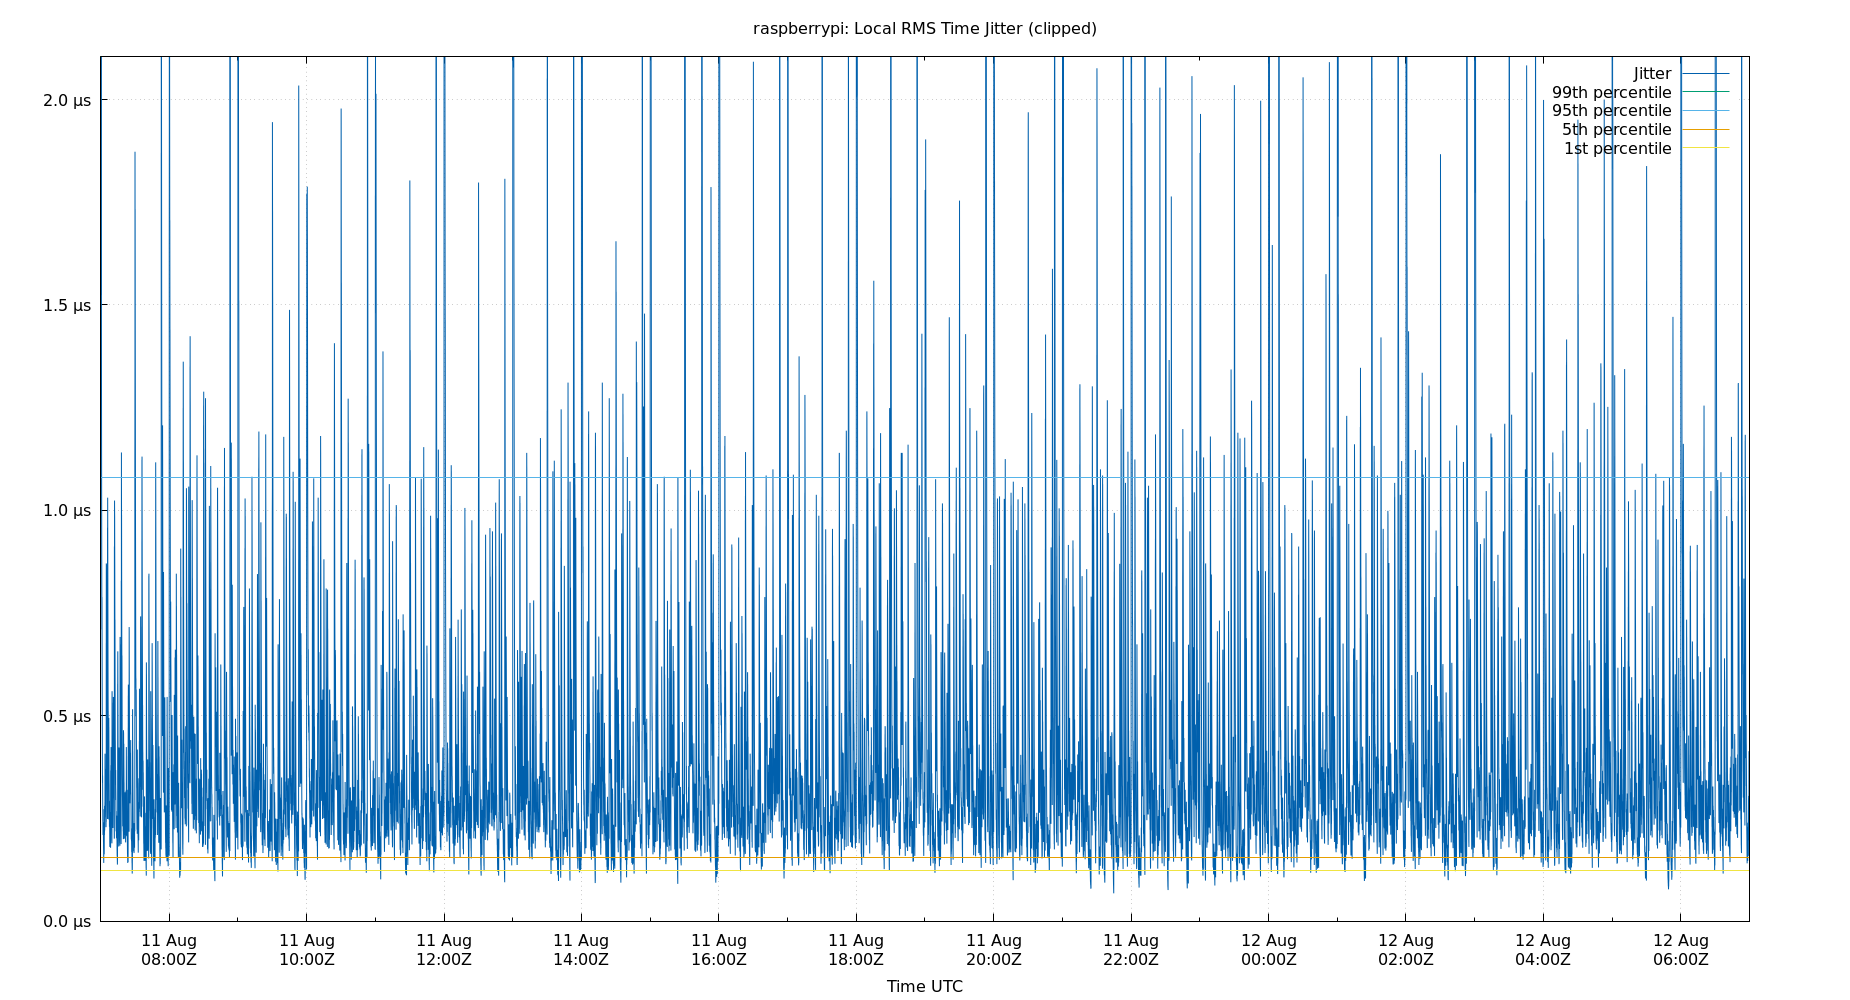 raspberrypi: Local RMS Time Jitter (clipped)
Jitter
99th percentile
95th percentile
5th percentile
1st percentile
2.0 µs
1.5 µs
1.0 µs
0.5 µs
0.0 µs
11 Aug 11 Aug 11 Aug 11 Aug 11 Aug 11 Aug 11 Aug 11 Aug 12 Aug 12 Aug 12 Aug 12 Aug
08:00Z 10:00Z 12:00Z 14:00Z 16:00Z 18:00Z 20:00Z 22:00Z 00:00Z 02:00Z 04:00Z 06:00Z
Time UTC